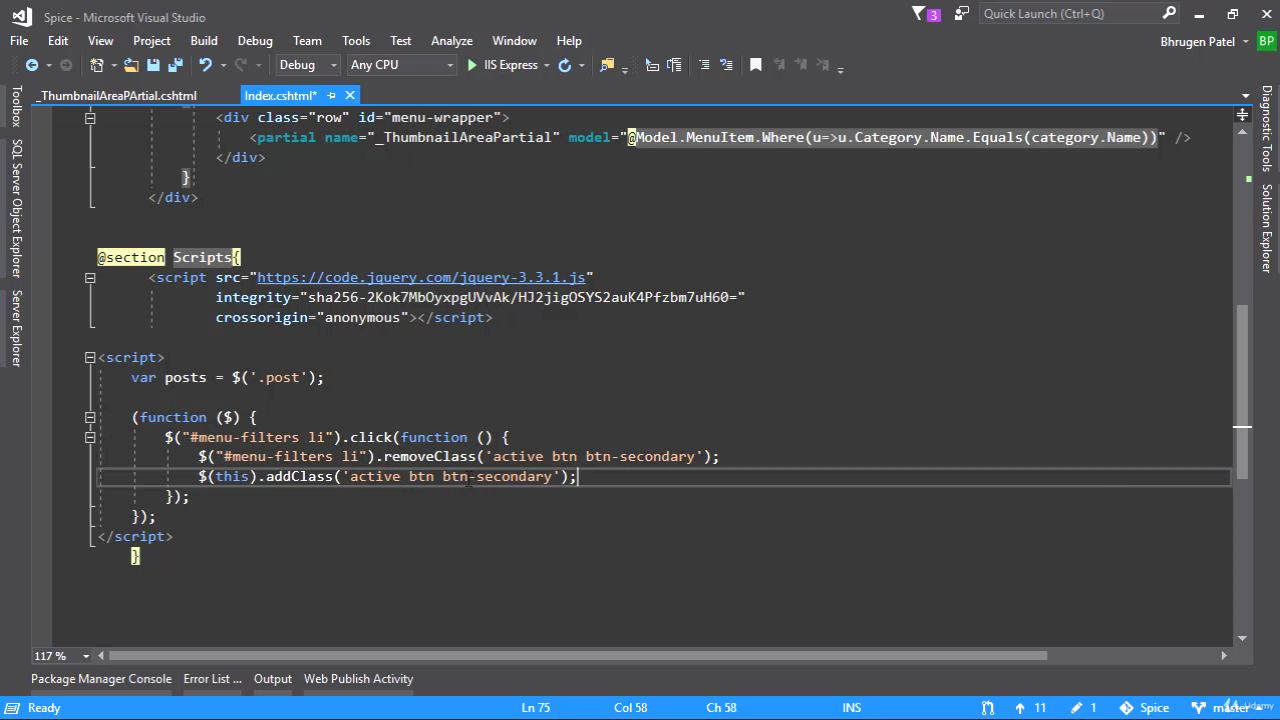 Spice - Microsoft Visual Studio
3
Quick Launch (Ctrl+Q)
File Edit View Project Build Debug Team Tools Test Analyze Window Help
Bhrugen Patel BP
Debug Any CPU IIS Express
_ThumbnailAreaPArtial.cshtml Index.cshtml*
Toolbox
SQL Server Object Explorer
Server Explorer
<div class="row" id="menu-wrapper">
<partial name="_ThumbnailAreaPartial" model="@Model.MenuItem.Where(u=>u.Category.Name.Equals(category.Name))" />
</div>
}
</div>
@section Scripts{
<script src="https://code.jquery.com/jquery-3.3.1.js"
integrity="sha256-2Kok7MbOyxpgUVvAk/HJ2jigOSYS2auK4Pfzbm7uH60="
crossorigin="anonymous"></script>
<script>
var posts = $('.post');
(function ($) {
$("#menu-filters li").click(function () {
$("#menu-filters li").removeClass('active btn btn-secondary');
$(this).addClass('active btn btn-secondary');
});
});
</script>
}
Diagnostic Tools
Solution Explorer
117 %
Package Manager Console Error List ... Output Web Publish Activity
Ready Ln 75 Col 58 Ch 58 INS 11 1 Spice master
Udemy